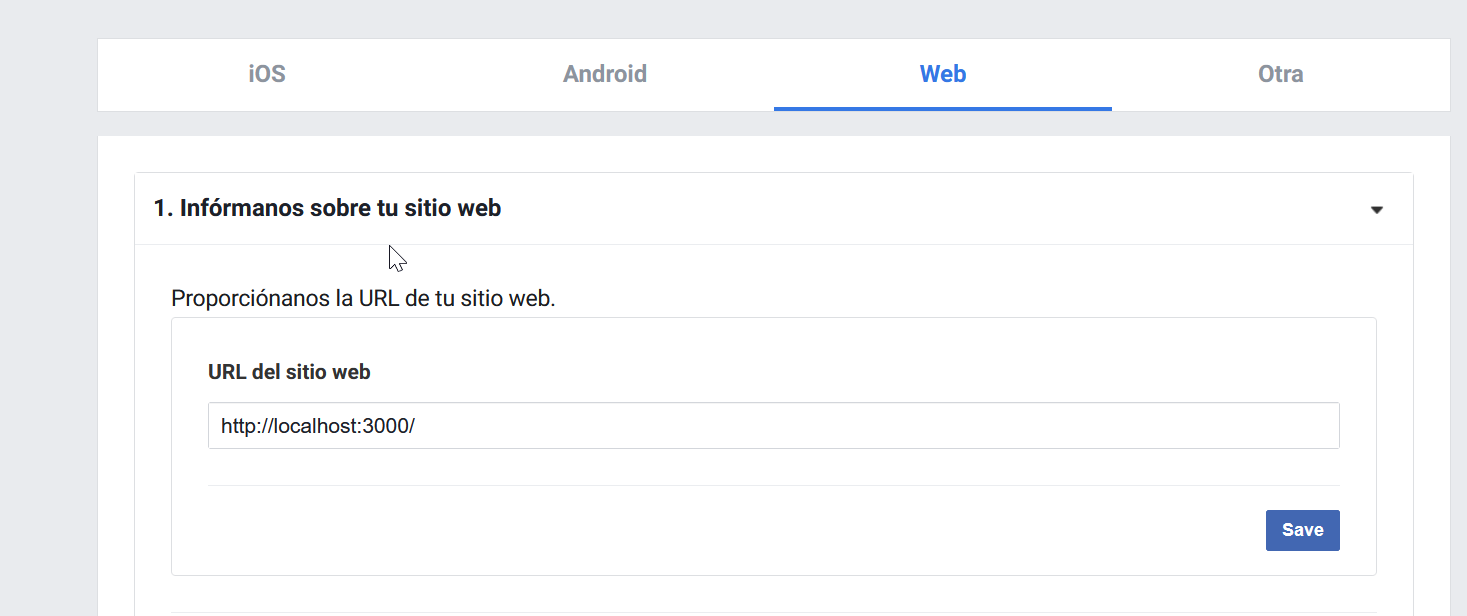 iOS Android Web Otra
1. Infórmanos sobre tu sitio web
Proporciónanos la URL de tu sitio web.
URL del sitio web
http://localhost:3000/
Save